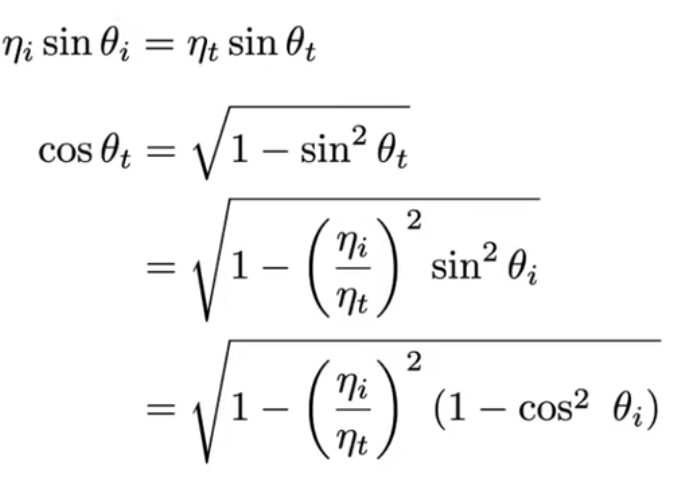 ηᵢ sin θᵢ = ηₜ sin θₜ
cos θₜ = √(1 − sin² θₜ)
= √(1 − (ηᵢ/ηₜ)² sin² θᵢ)
= √(1 − (ηᵢ/ηₜ)² (1 − cos² θᵢ))